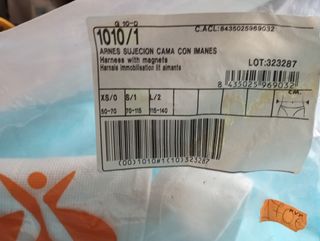 G 10-D
1010/1
C.ACL:8435025969032
ARNES SUJECION CAMA CON IMANES
Harness with magnets
Harnais immobilisation lit aimants
LOT:323287
8 435025 969032
XS/0 S/1 L/2
CM.
50-70 70-115 115-140
(00)1010#1(10)323287